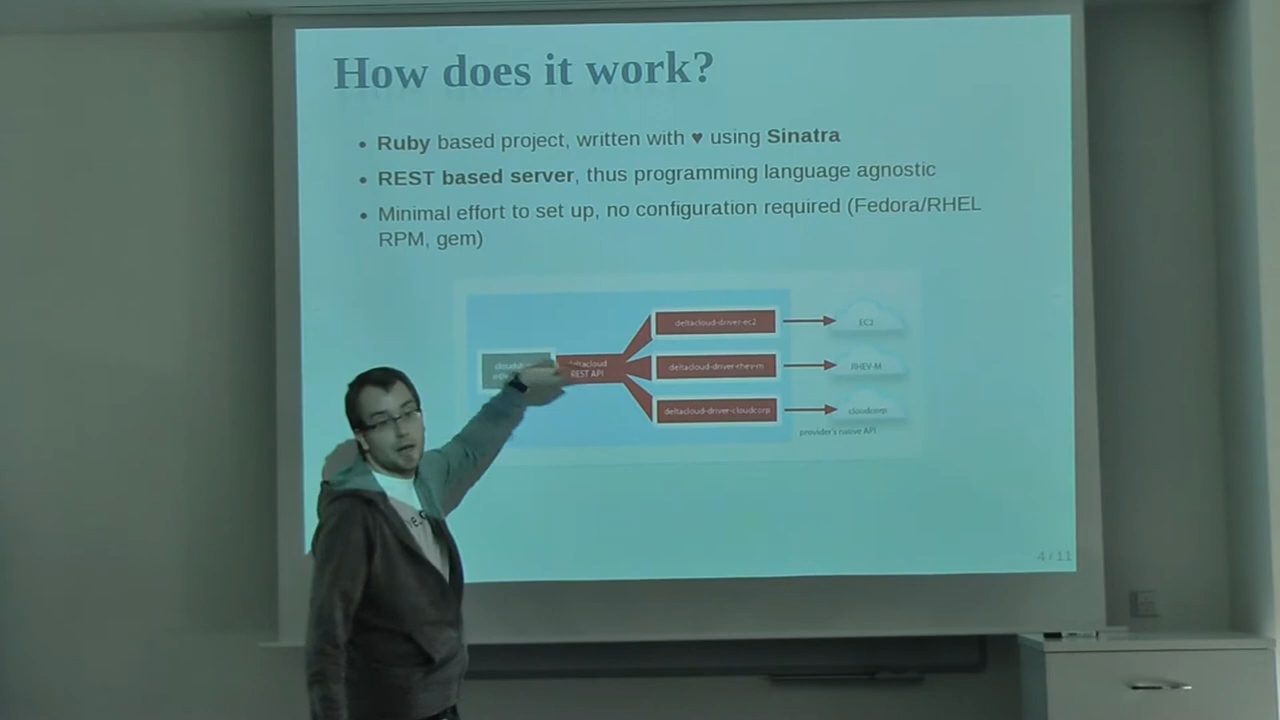 How does it work?
• Ruby based project, written with ♥ using Sinatra
• REST based server, thus programming language agnostic
• Minimal effort to set up, no configuration required (Fedora/RHEL
RPM, gem)
deltacloud-driver-ec2
EC2
REST API
deltacloud-driver-rhev-m
RHEV-M
deltacloud-driver-cloudcorp
cloudcorp
provider's native API
4 / 11